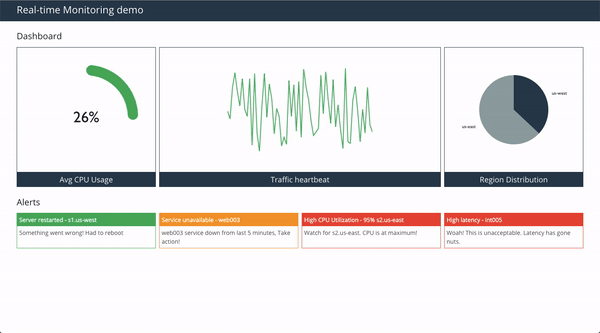 Real-time Monitoring demo
Dashboard
26%
us-west
us-east
Avg CPU Usage
Traffic heartbeat
Region Distribution
Alerts
Server restarted - s1.us-west
Something went wrong! Had to reboot
Service unavailable - web003
web003 service down from last 5 minutes, Take
action!
High CPU Utilization - 95% s2.us-east
Watch for s2.us-east. CPU is at maximum!
High latency - int005
Woah! This is unacceptable. Latency has gone
nuts.